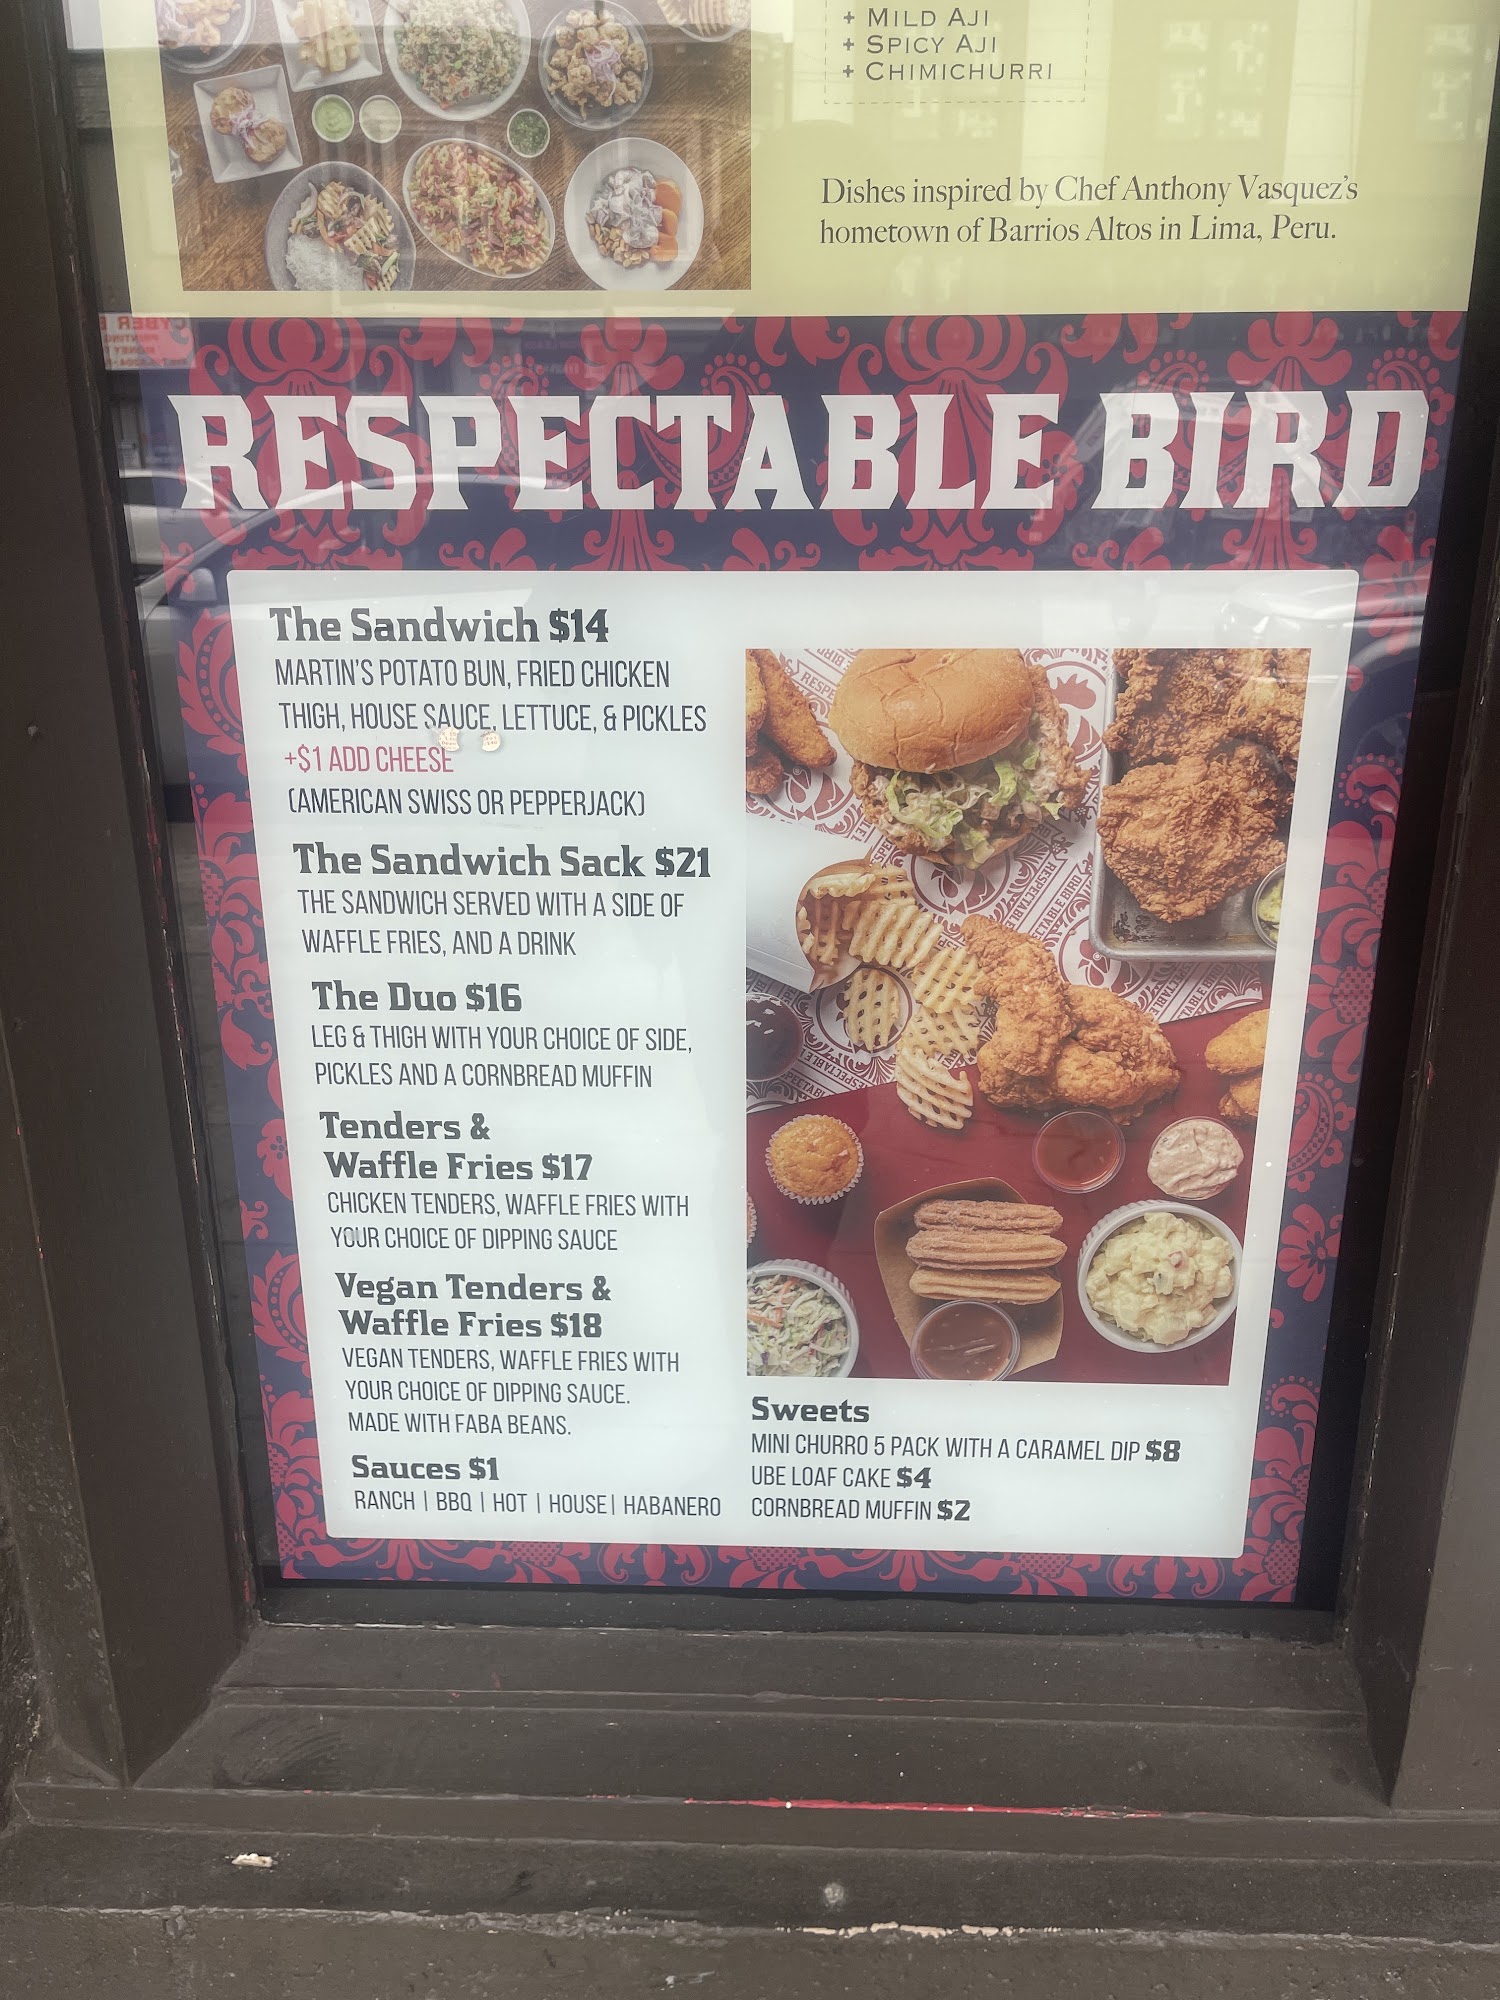 + MILD AJI
+ SPICY AJI
+ CHIMICHURRI
Dishes inspired by Chef Anthony Vasquez's
hometown of Barrios Altos in Lima, Peru.
RESPECTABLE BIRD
The Sandwich $14
MARTIN'S POTATO BUN, FRIED CHICKEN
THIGH, HOUSE SAUCE, LETTUCE, & PICKLES
+$1 ADD CHEESE
(AMERICAN SWISS OR PEPPERJACK)
The Sandwich Sack $21
THE SANDWICH SERVED WITH A SIDE OF
WAFFLE FRIES, AND A DRINK
The Duo $16
LEG & THIGH WITH YOUR CHOICE OF SIDE,
PICKLES AND A CORNBREAD MUFFIN
Tenders &
Waffle Fries $17
CHICKEN TENDERS, WAFFLE FRIES WITH
YOUR CHOICE OF DIPPING SAUCE
Vegan Tenders &
Waffle Fries $18
VEGAN TENDERS, WAFFLE FRIES WITH
YOUR CHOICE OF DIPPING SAUCE.
MADE WITH FABA BEANS.
Sauces $1
RANCH | BBQ | HOT | HOUSE | HABANERO
Sweets
MINI CHURRO 5 PACK WITH A CARAMEL DIP $8
UBE LOAF CAKE $4
CORNBREAD MUFFIN $2